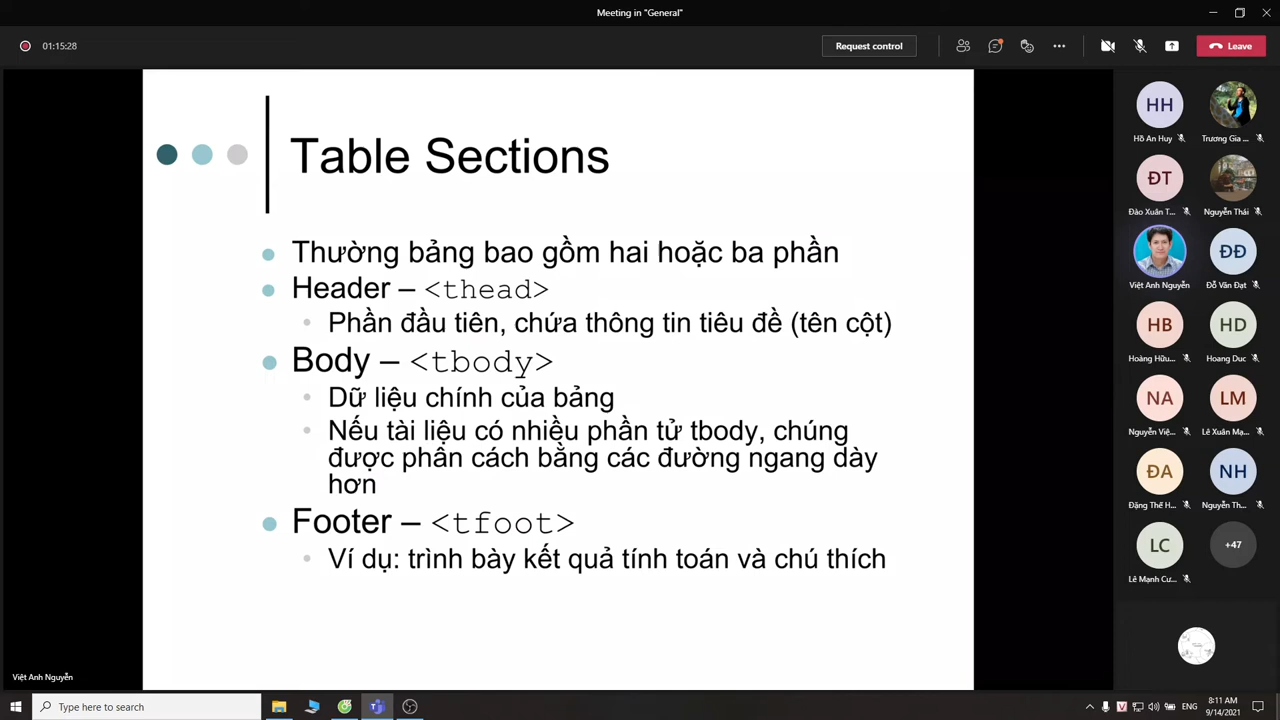 Meeting in "General"
01:15:28
Request control
Leave
Table Sections
Thường bảng bao gồm hai hoặc ba phần
Header – <thead>
Phần đầu tiên, chứa thông tin tiêu đề (tên cột)
Body – <tbody>
Dữ liệu chính của bảng
Nếu tài liệu có nhiều phần tử tbody, chúng
được phân cách bằng các đường ngang dày
hơn
Footer – <tfoot>
Ví dụ: trình bày kết quả tính toán và chú thích
HH
Hồ An Huy
Trương Gia ...
ĐT
Đào Xuân T...
Nguyễn Thái
Việt Anh Nguyễn
ĐĐ
Đỗ Văn Đạt
HB
Hoàng Hữu...
HD
Hoang Duc
NA
Nguyễn Việ...
LM
Lê Xuân Mạ...
ĐA
Đặng Thế H...
NH
Nguyễn Th...
LC
Lê Mạnh Cư...
+47
Việt Anh Nguyễn
Type here to search
V
ENG
8:11 AM
9/14/2021